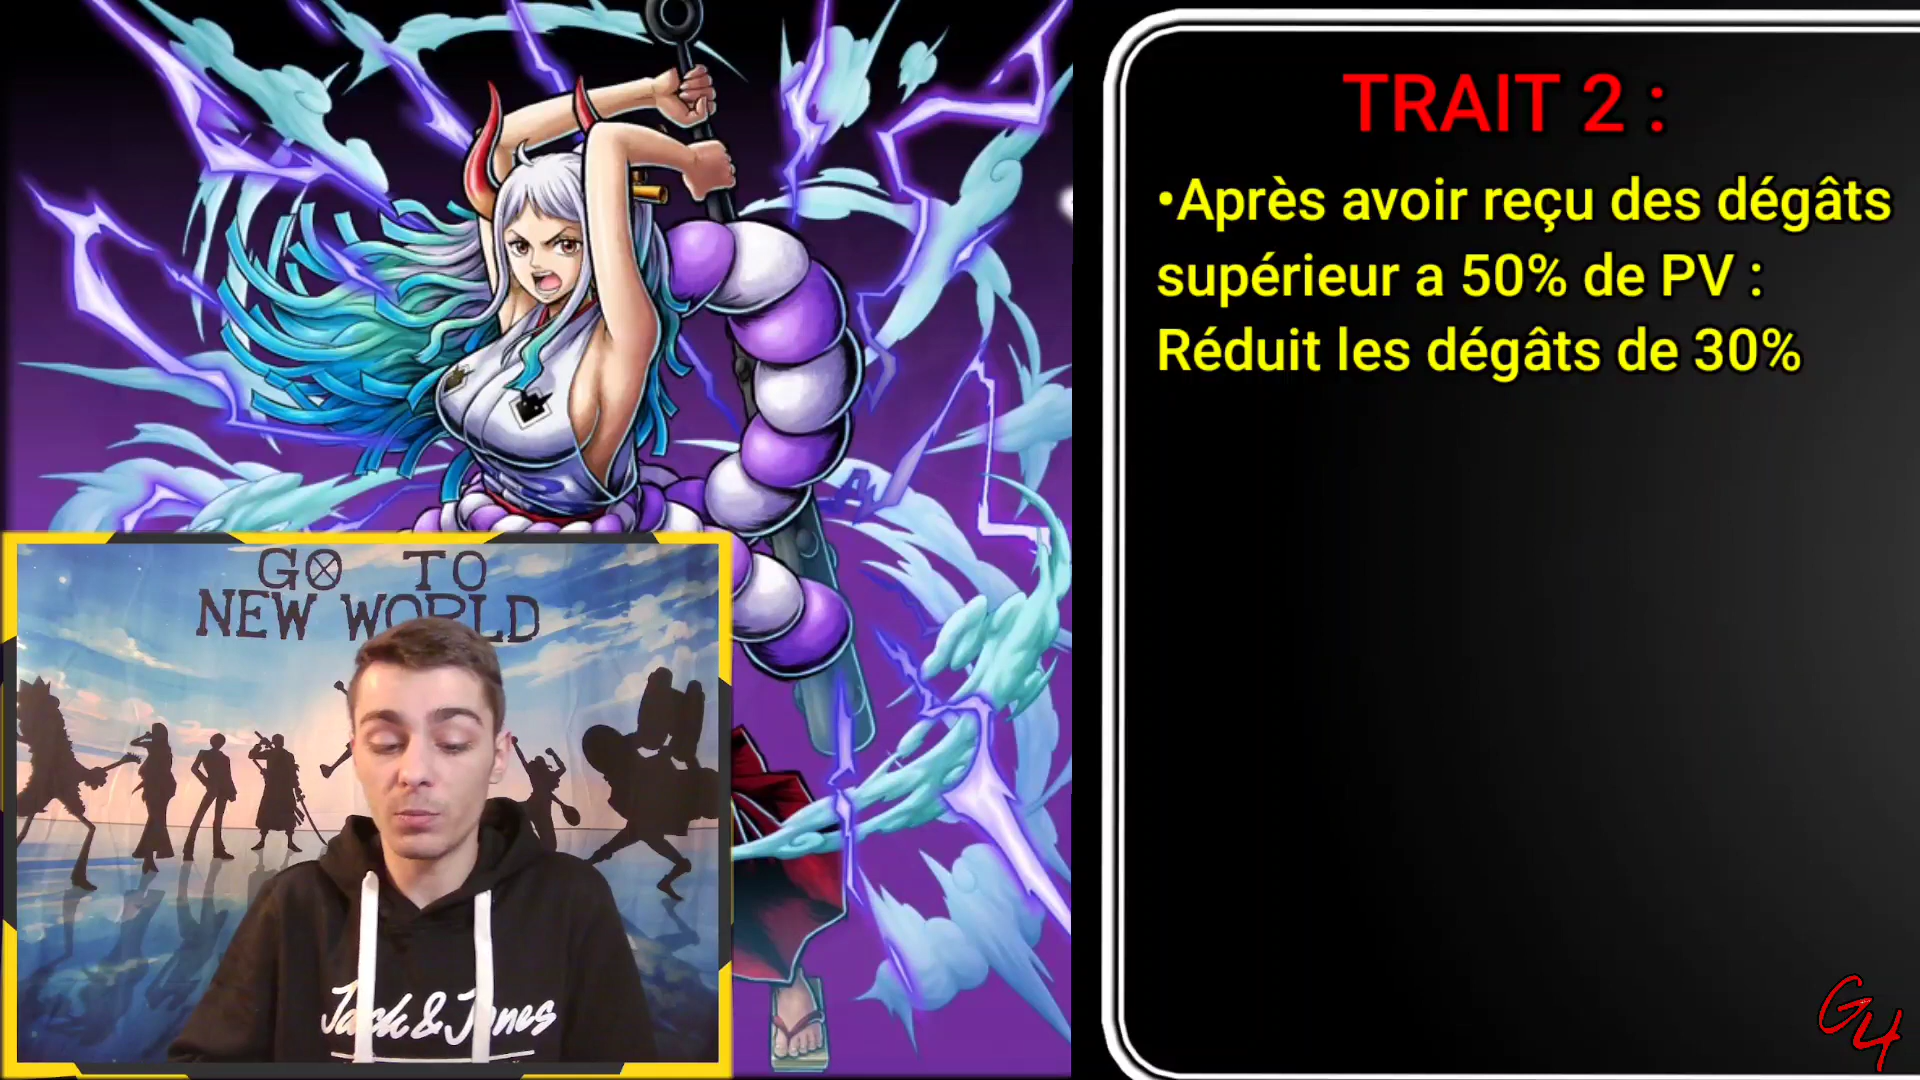 TRAIT 2 :
•Après avoir reçu des dégâts
supérieur a 50% de PV :
Réduit les dégâts de 30%
GO TO
NEW WORLD
Jack & Jones
G4